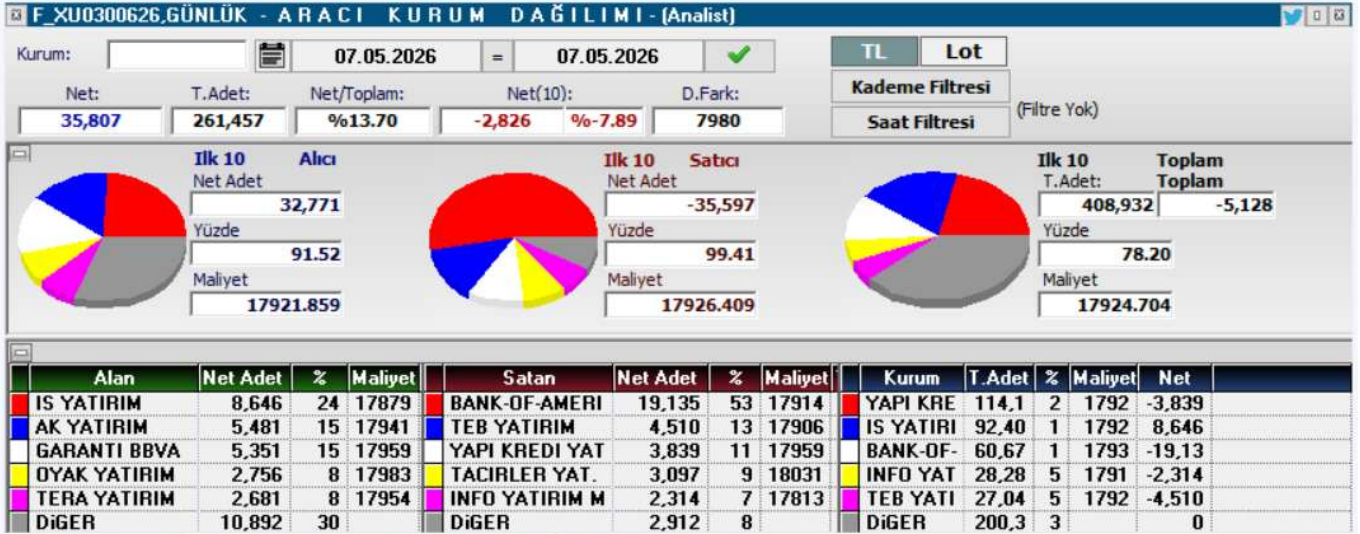 F_XU0300626,GÜNLÜK - A R A C I   K U R U M   D A Ğ I L I M I - (Analist)
Kurum: 07.05.2026 = 07.05.2026 TL Lot
Kademe Filtresi
Net: T.Adet: Net/Toplam: Net(10): D.Fark:
35,807 261,457 %13.70 -2,826 %-7.89 7980 Saat Filtresi (Filtre Yok)
Ilk 10 Alıcı Ilk 10 Satıcı Ilk 10 Toplam
Net Adet Net Adet T.Adet: Toplam
32,771 -35,597 408,932 -5,128
Yüzde Yüzde Yüzde
91.52 99.41 78.20
Maliyet Maliyet Maliyet
17921.859 17926.409 17924.704
Alan Net Adet % Maliyet Satan Net Adet % Maliyet Kurum T.Adet % Maliyet Net
IS YATIRIM 8,646 24 17879 BANK-OF-AMERI 19,135 53 17914 YAPI KRE 114,1 2 1792 -3,839
AK YATIRIM 5,481 15 17941 TEB YATIRIM 4,510 13 17906 IS YATIRI 92,40 1 1792 8,646
GARANTI BBVA 5,351 15 17959 YAPI KREDI YAT 3,839 11 17959 BANK-OF- 60,67 1 1793 -19,13
OYAK YATIRIM 2,756 8 17983 TACIRLER YAT. 3,097 9 18031 INFO YAT 28,28 5 1791 -2,314
TERA YATIRIM 2,681 8 17954 INFO YATIRIM M 2,314 7 17813 TEB YATI 27,04 5 1792 -4,510
DiGER 10,892 30 DiGER 2,912 8 DiGER 200,3 3 0